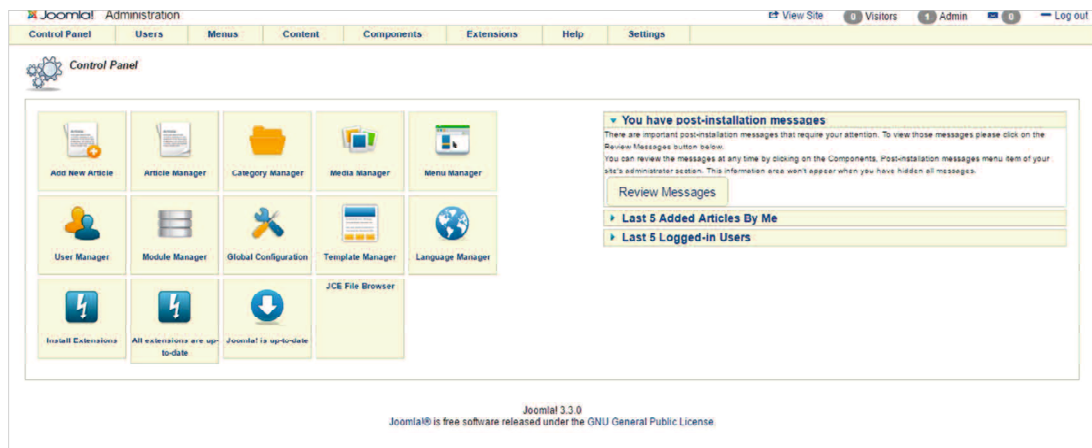 Joomla! Administration
View Site 0 Visitors 1 Admin 0 Log out
Control Panel Users Menus Content Components Extensions Help Settings
Control Panel
Add New Article Article Manager Category Manager Media Manager Menu Manager
User Manager Module Manager Global Configuration Template Manager Language Manager
Install Extensions All extensions are up-
to-date
Joomla! is up-to-date
JCE File Browser
You have post-installation messages
There are important post-installation messages that require your attention. To view those messages please click on the
Review Messages button below.
You can review the messages at any time by clicking on the Components, Post-installation messages menu item of your
site's administrator section. This information area won't appear when you have hidden all messages.
Review Messages
Last 5 Added Articles By Me
Last 5 Logged-in Users
Joomla! 3.3.0
Joomla!® is free software released under the GNU General Public License